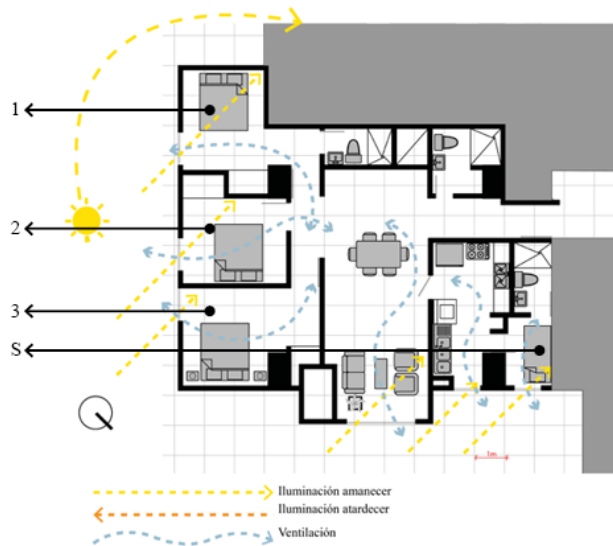 1
2
3
S
1m
Iluminación amanecer
Iluminación atardecer
Ventilación